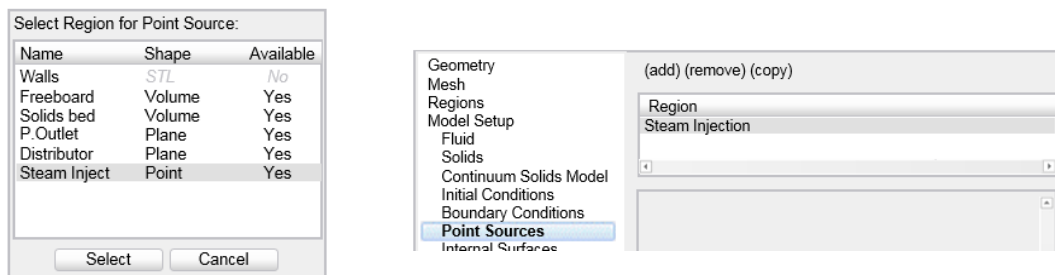 Select Region for Point Source:
Name Shape Available
Walls STL No
Freeboard Volume Yes
Solids bed Volume Yes
P.Outlet Plane Yes
Distributor Plane Yes
Steam Inject Point Yes
Select Cancel
Geometry
Mesh
Regions
Model Setup
Fluid
Solids
Continuum Solids Model
Initial Conditions
Boundary Conditions
Point Sources
Internal Surfaces
(add) (remove) (copy)
Region
Steam Injection